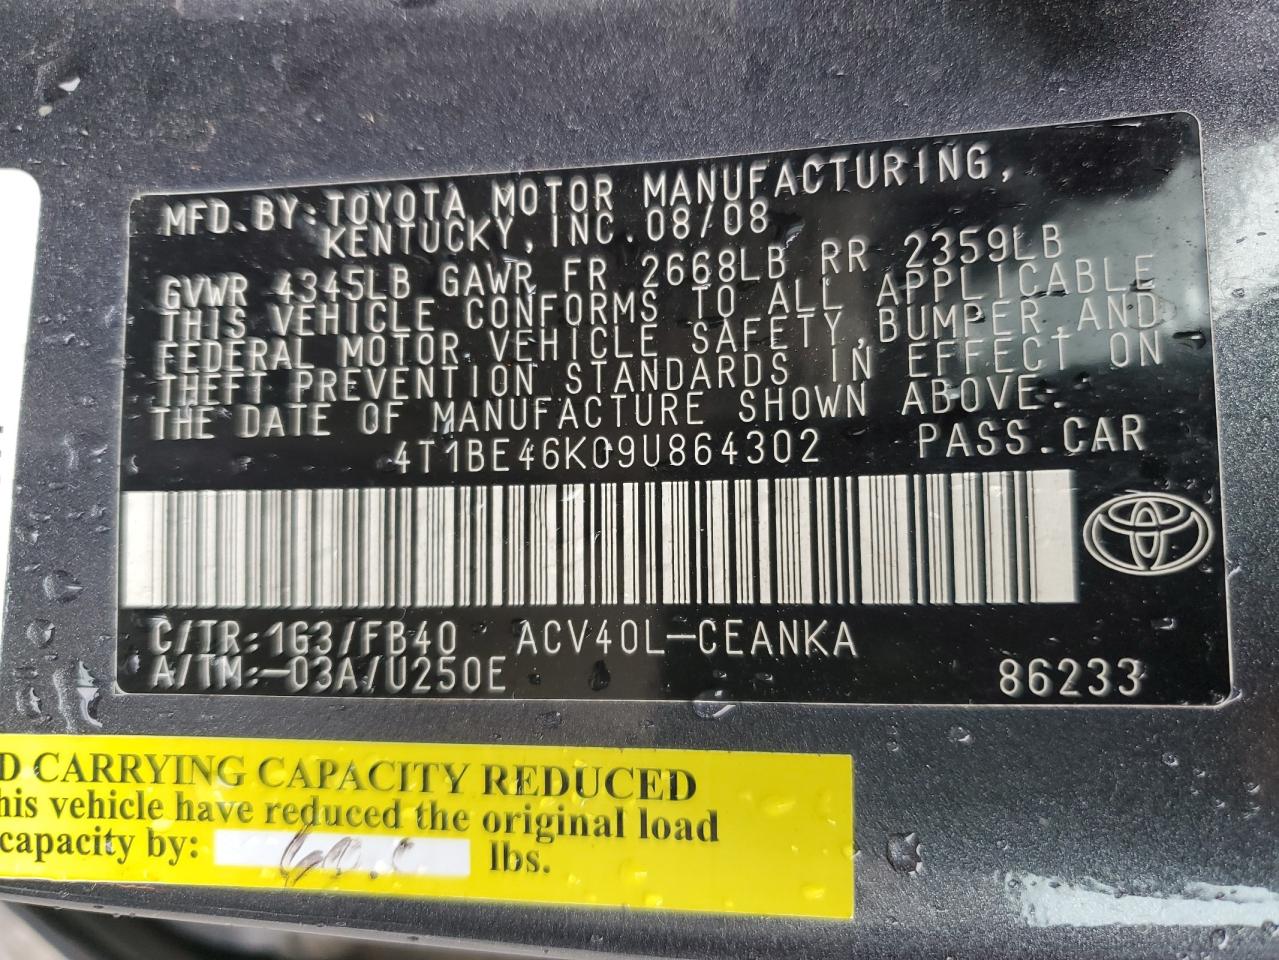 MFD. BY: TOYOTA MOTOR MANUFACTURING,
KENTUCKY, INC 08/08
GVWR 4345LB GAWR FR 2668LB RR 2359LB
THIS VEHICLE CONFORMS TO ALL APPLICABLE
FEDERAL MOTOR VEHICLE SAFETY, BUMPER, AND
THEFT PREVENTION STANDARDS IN EFFECT ON
THE DATE OF MANUFACTURE SHOWN ABOVE.
4T1BE46K09U864302 PASS. CAR
C/TR: 1G3/FB40 ACV40L-CEANKA
A/TM:-03A/U250E 86233
D CARRYING CAPACITY REDUCED
his vehicle have reduced the original load
capacity by: lbs.